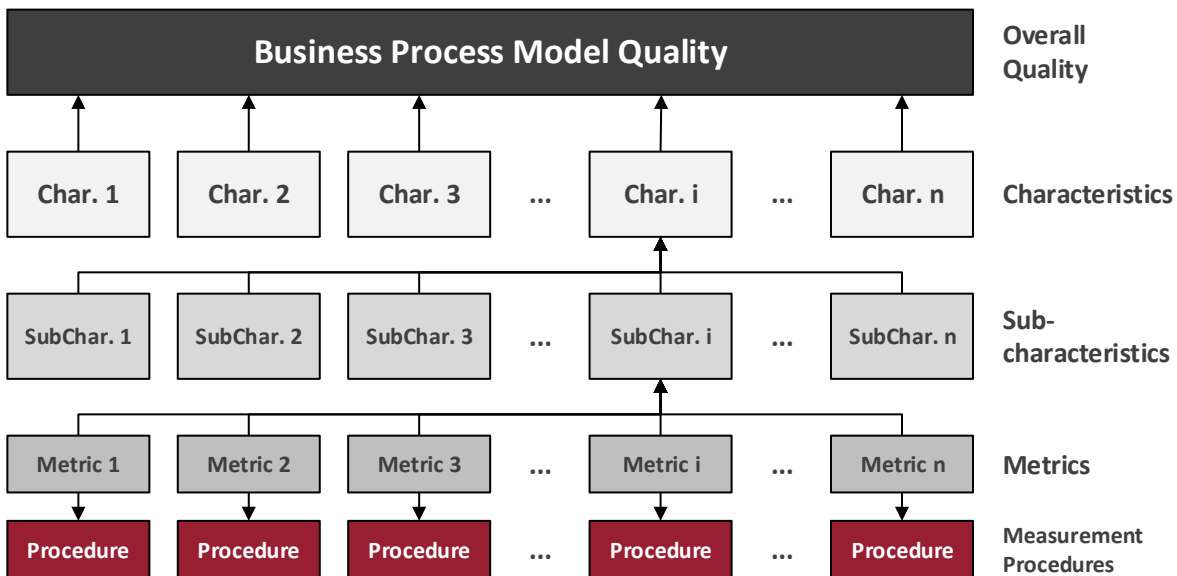 Business Process Model Quality
Overall
Quality
Char. 1
Char. 2
Char. 3
...
Char. i
...
Char. n
Characteristics
SubChar. 1
SubChar. 2
SubChar. 3
...
SubChar. i
...
SubChar. n
Sub-
characteristics
Metric 1
Metric 2
Metric 3
...
Metric i
...
Metric n
Metrics
Procedure
Procedure
Procedure
...
Procedure
...
Procedure
Measurement
Procedures